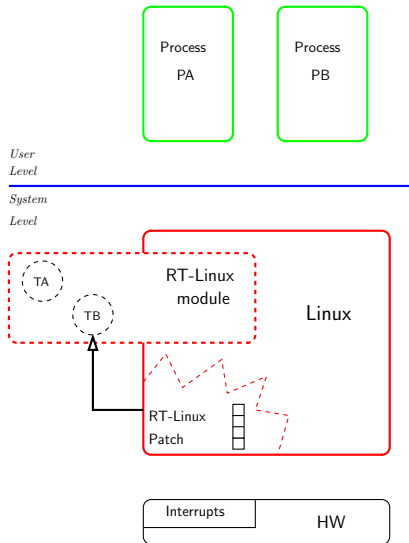 Process
PA
Process
PB
User
Level
System
Level
TA
TB
RT-Linux
module
Linux
RT-Linux
Patch
Interrupts
HW